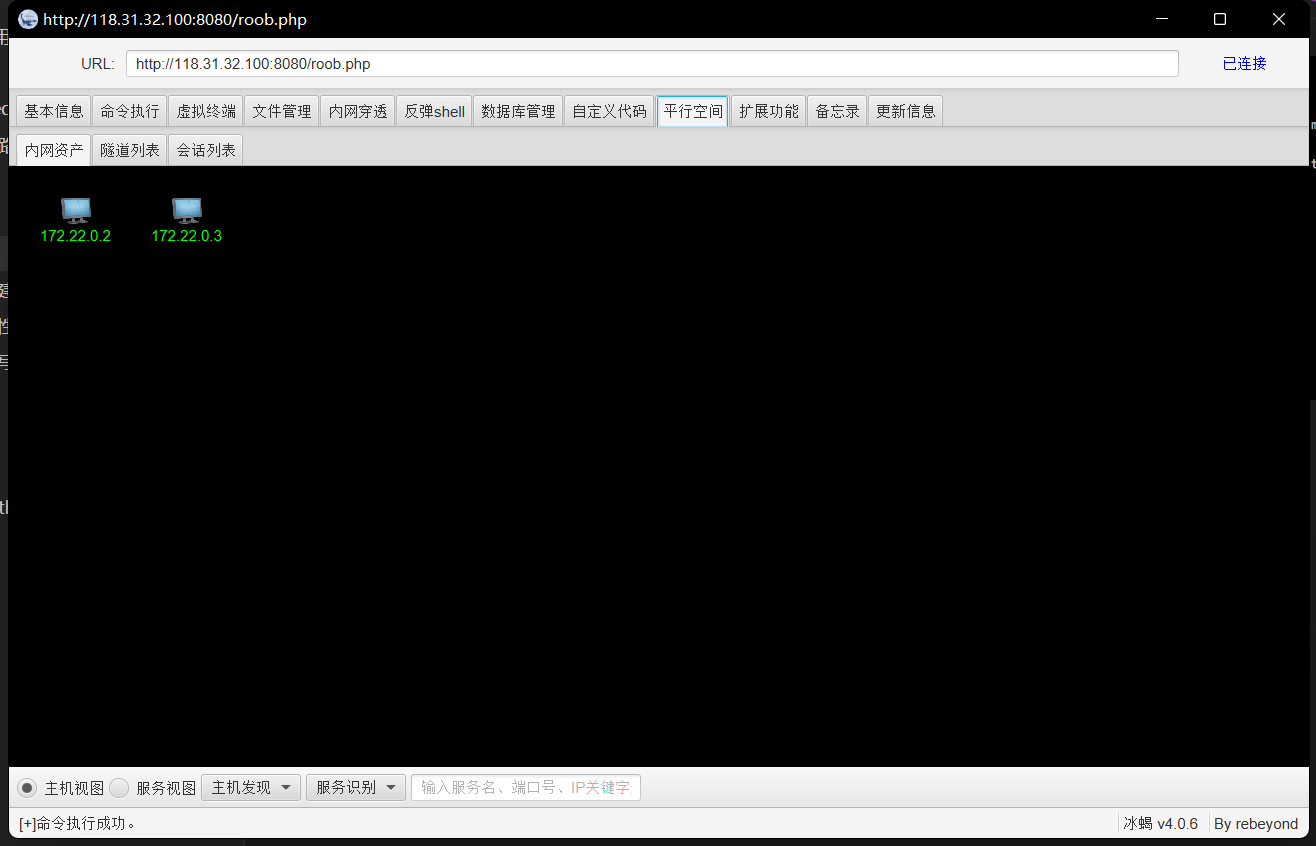 http://118.31.32.100:8080/roob.php
URL: http://118.31.32.100:8080/roob.php 已连接
基本信息 命令执行 虚拟终端 文件管理 内网穿透 反弹shell 数据库管理 自定义代码 平行空间 扩展功能 备忘录 更新信息
内网资产 隧道列表 会话列表
172.22.0.2 172.22.0.3
主机视图 服务视图 主机发现 服务识别 输入服务名、端口号、IP关键字:
[+]命令执行成功。 冰蝎 v4.0.6 By rebeyond